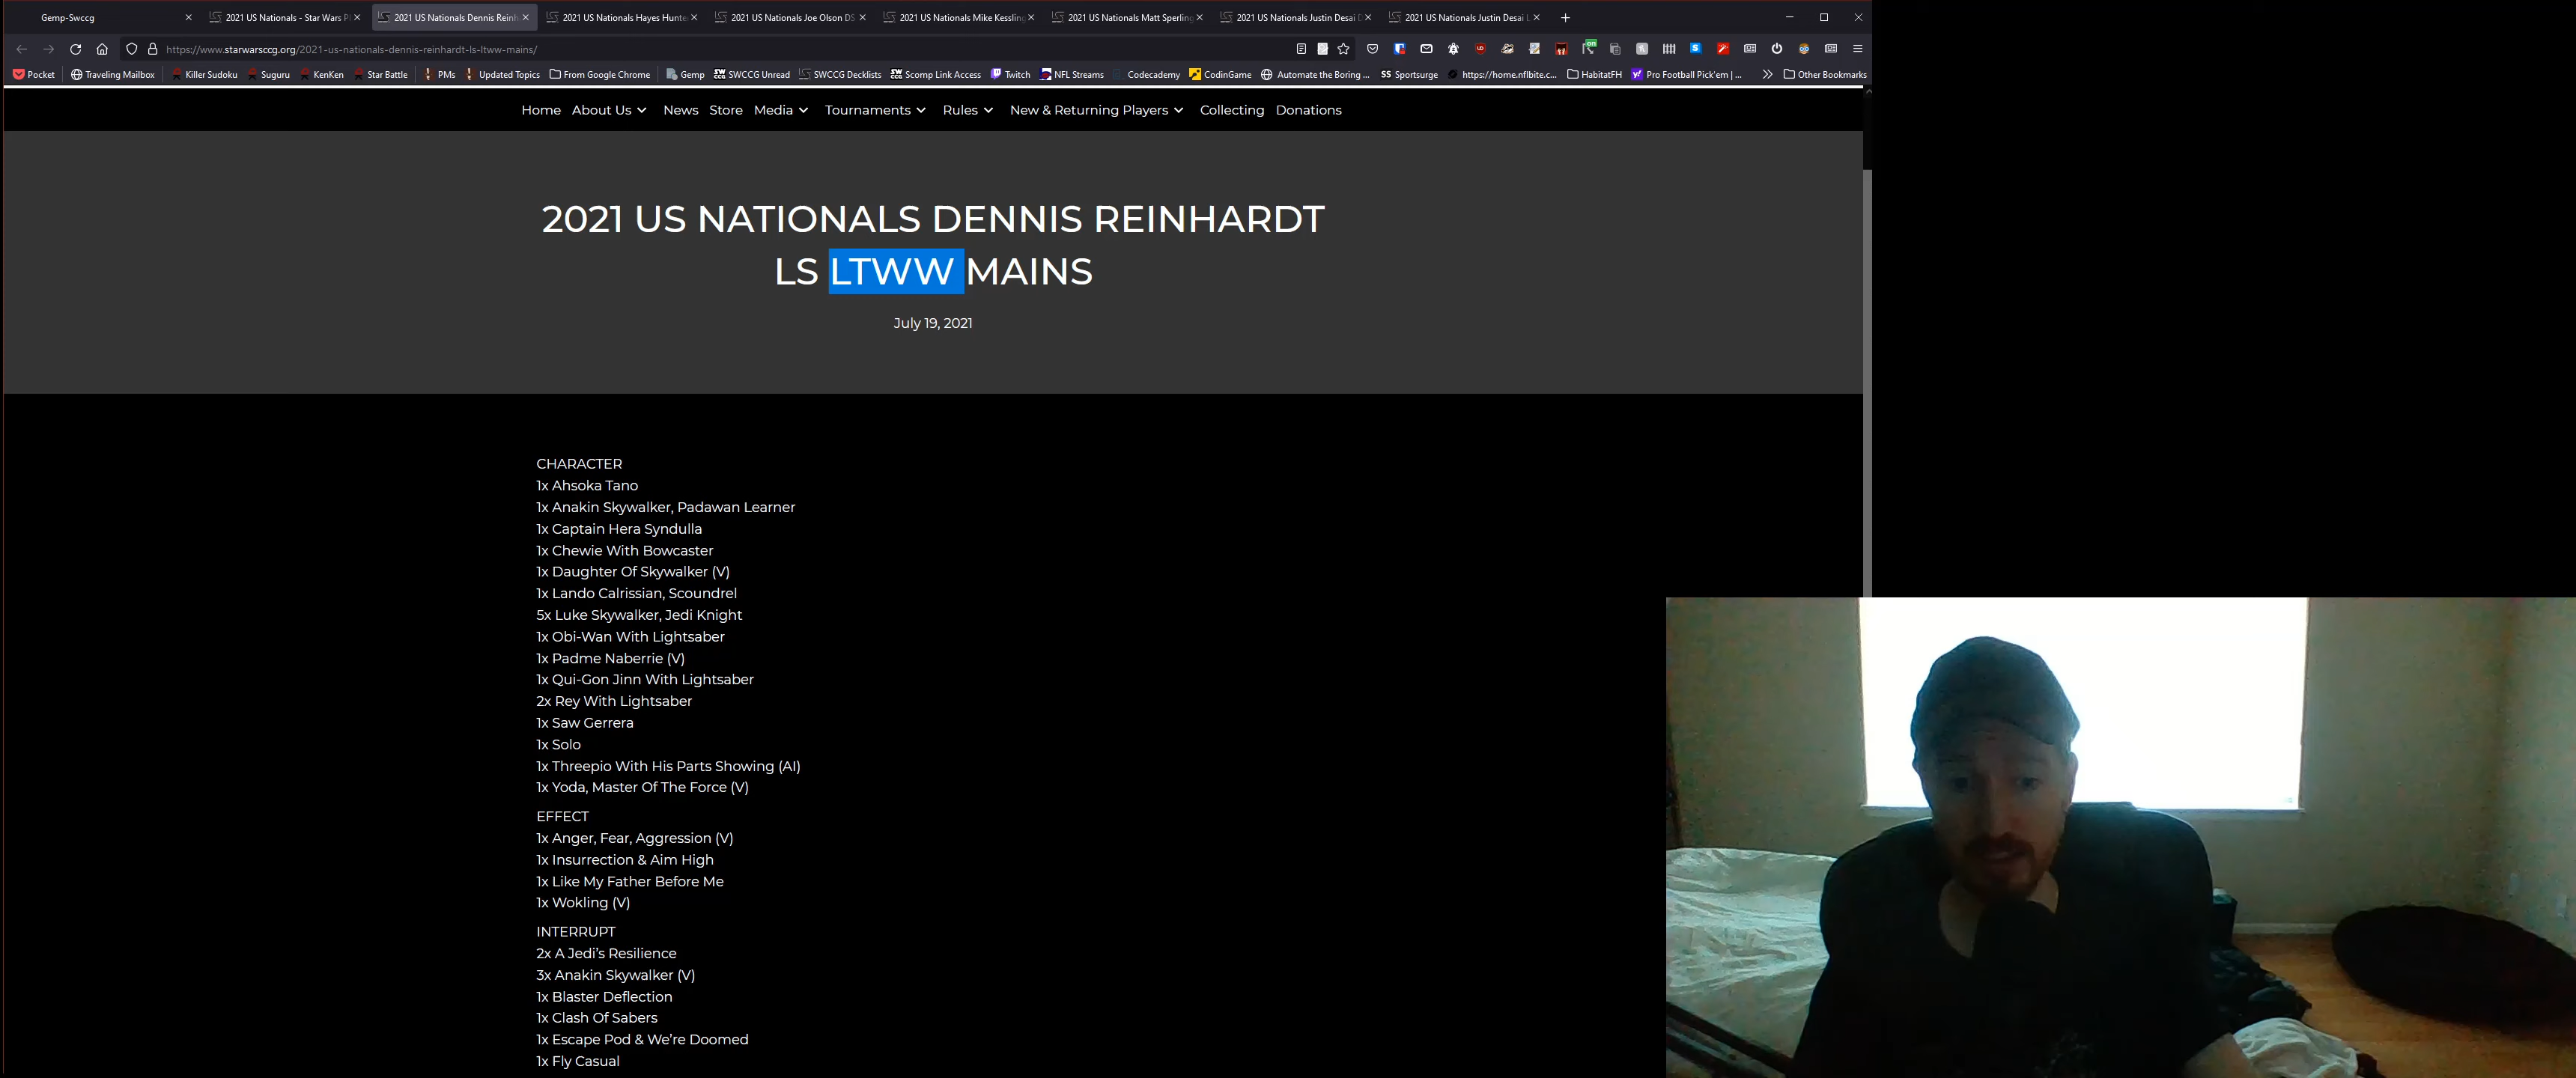 Gemp-Swccg
2021 US Nationals - Star Wars Pl
2021 US Nationals Dennis Reinh
2021 US Nationals Hayes Hunte
2021 US Nationals Joe Olson DS
2021 US Nationals Mike Kessling
2021 US Nationals Matt Sperling
2021 US Nationals Justin Desai D
2021 US Nationals Justin Desai L
https://www.starwarsccg.org/2021-us-nationals-dennis-reinhardt-ls-ltww-mains/
Pocket
Traveling Mailbox
Killer Sudoku
Suguru
KenKen
Star Battle
PMs
Updated Topics
From Google Chrome
Gemp
SWCCG Unread
SWCCG Decklists
Scomp Link Access
Twitch
NFL Streams
Codecademy
CodinGame
Automate the Boring ...
Sportsurge
https://home.nflbite.c...
HabitatFH
Pro Football Pick'em | ...
Other Bookmarks
Home About Us News Store Media Tournaments Rules New & Returning Players Collecting Donations
2021 US NATIONALS DENNIS REINHARDT
LS LTWW MAINS
July 19, 2021
CHARACTER
1x Ahsoka Tano
1x Anakin Skywalker, Padawan Learner
1x Captain Hera Syndulla
1x Chewie With Bowcaster
1x Daughter Of Skywalker (V)
1x Lando Calrissian, Scoundrel
5x Luke Skywalker, Jedi Knight
1x Obi-Wan With Lightsaber
1x Padme Naberrie (V)
1x Qui-Gon Jinn With Lightsaber
2x Rey With Lightsaber
1x Saw Gerrera
1x Solo
1x Threepio With His Parts Showing (AI)
1x Yoda, Master Of The Force (V)
EFFECT
1x Anger, Fear, Aggression (V)
1x Insurrection & Aim High
1x Like My Father Before Me
1x Wokling (V)
INTERRUPT
2x A Jedi's Resilience
3x Anakin Skywalker (V)
1x Blaster Deflection
1x Clash Of Sabers
1x Escape Pod & We're Doomed
1x Fly Casual